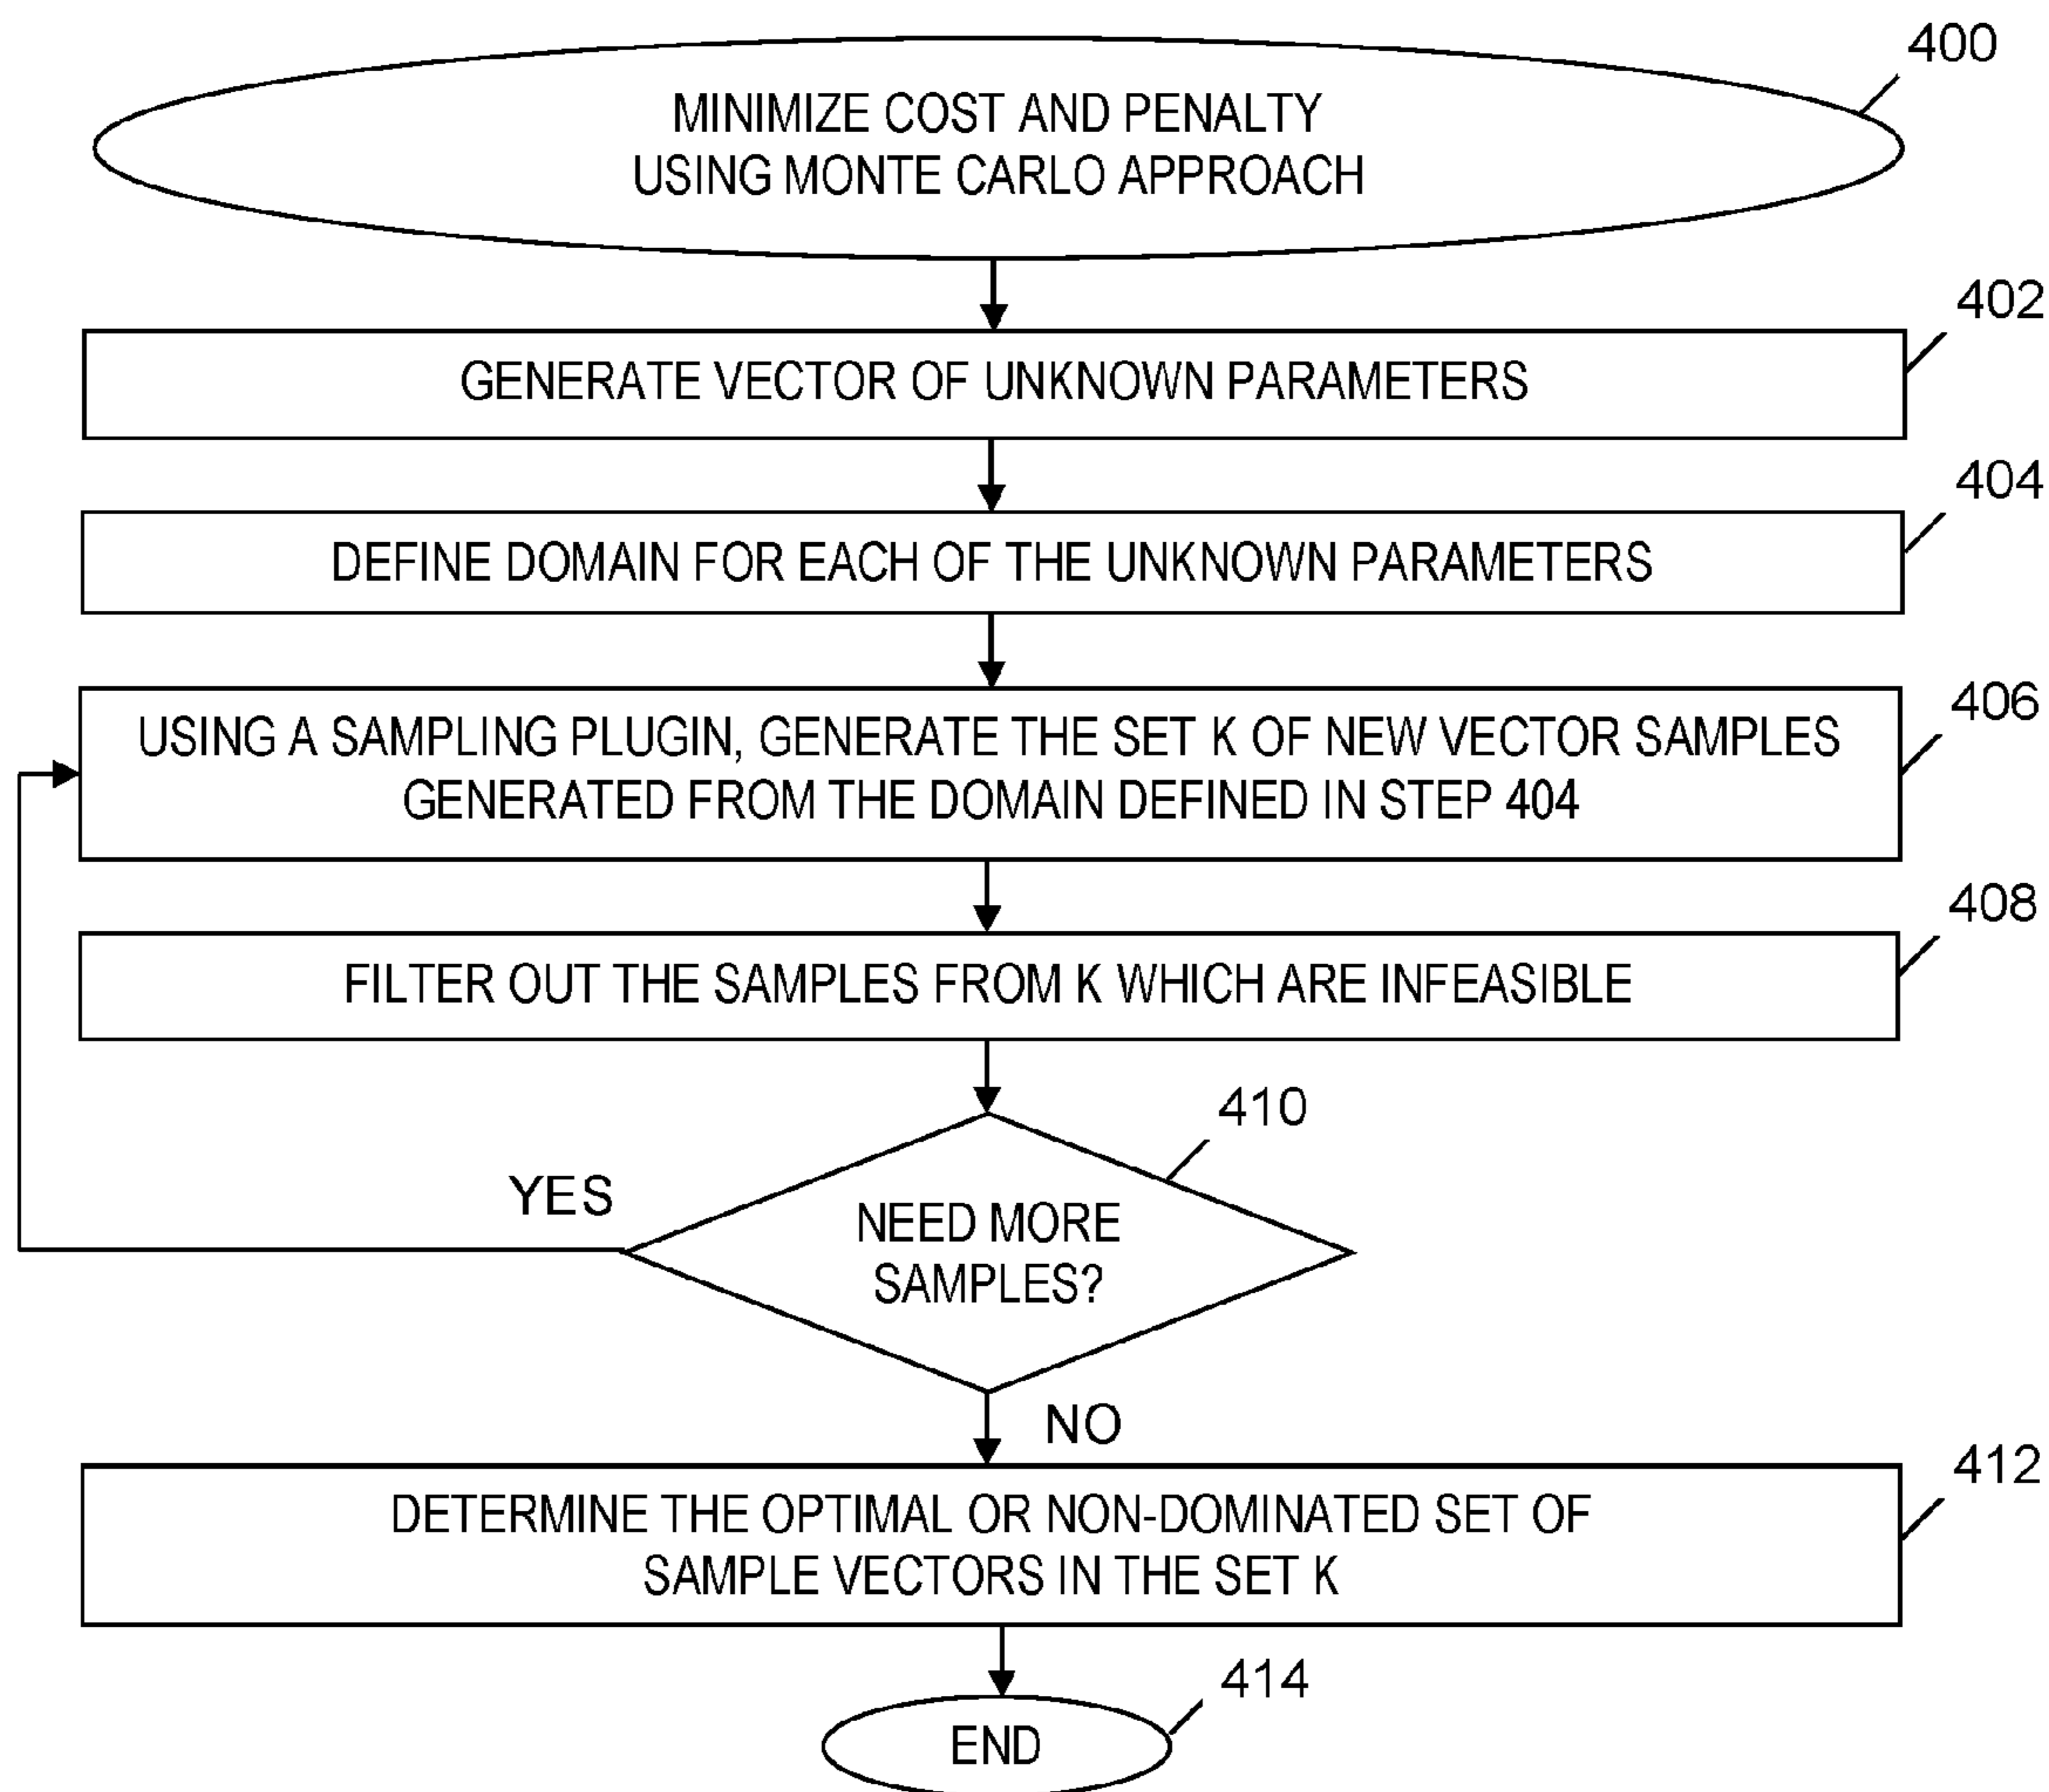 400
MINIMIZE COST AND PENALTY
USING MONTE CARLO APPROACH
402
GENERATE VECTOR OF UNKNOWN PARAMETERS
404
DEFINE DOMAIN FOR EACH OF THE UNKNOWN PARAMETERS
406
USING A SAMPLING PLUGIN, GENERATE THE SET K OF NEW VECTOR SAMPLES
GENERATED FROM THE DOMAIN DEFINED IN STEP 404
408
FILTER OUT THE SAMPLES FROM K WHICH ARE INFEASIBLE
410
YES
NEED MORE
SAMPLES?
NO
412
DETERMINE THE OPTIMAL OR NON-DOMINATED SET OF
SAMPLE VECTORS IN THE SET K
414
END